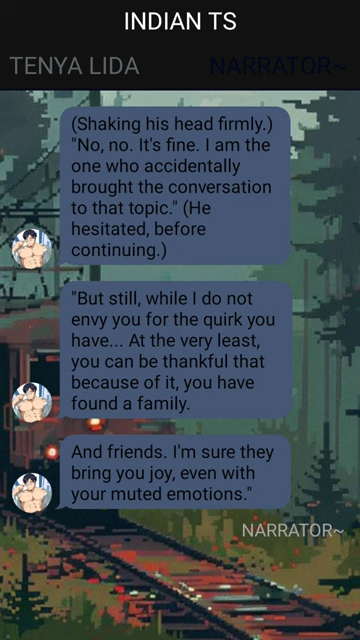 INDIAN TS
TENYA LIDA NARRATOR~
(Shaking his head firmly.)
"No, no. It's fine. I am the
one who accidentally
brought the conversation
to that topic." (He
hesitated, before
continuing.)
"But still, while I do not
envy you for the quirk you
have... At the very least,
you can be thankful that
because of it, you have
found a family.
And friends. I'm sure they
bring you joy, even with
your muted emotions."
NARRATOR~